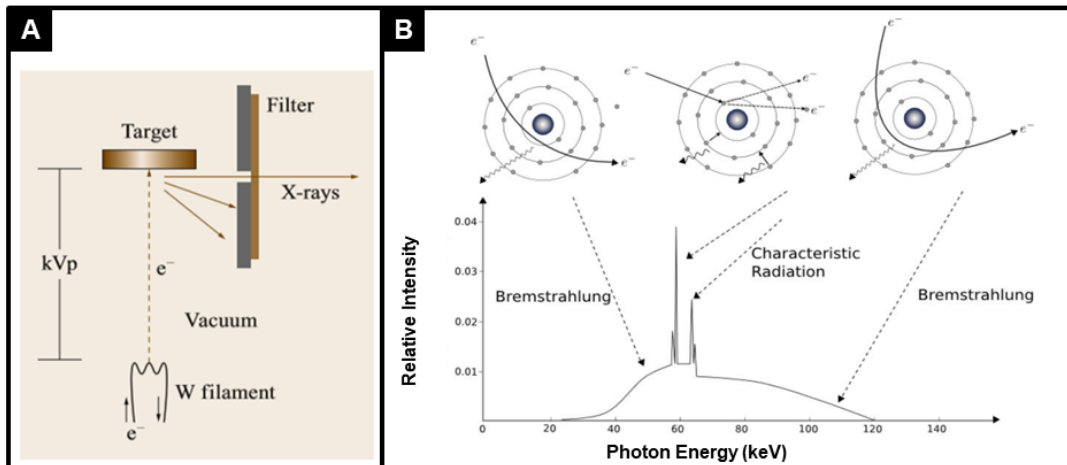 A
Filter
Target
X-rays
kVp
e⁻
Vacuum
W filament
e⁻
B
e⁻
e⁻
e⁻
e⁻
e⁻
e⁻
e⁻
Relative Intensity
0.04
0.03
0.02
0.01
Bremstrahlung
Characteristic
Radiation
Bremstrahlung
0
20
40
60
80
100
120
140
Photon Energy (keV)